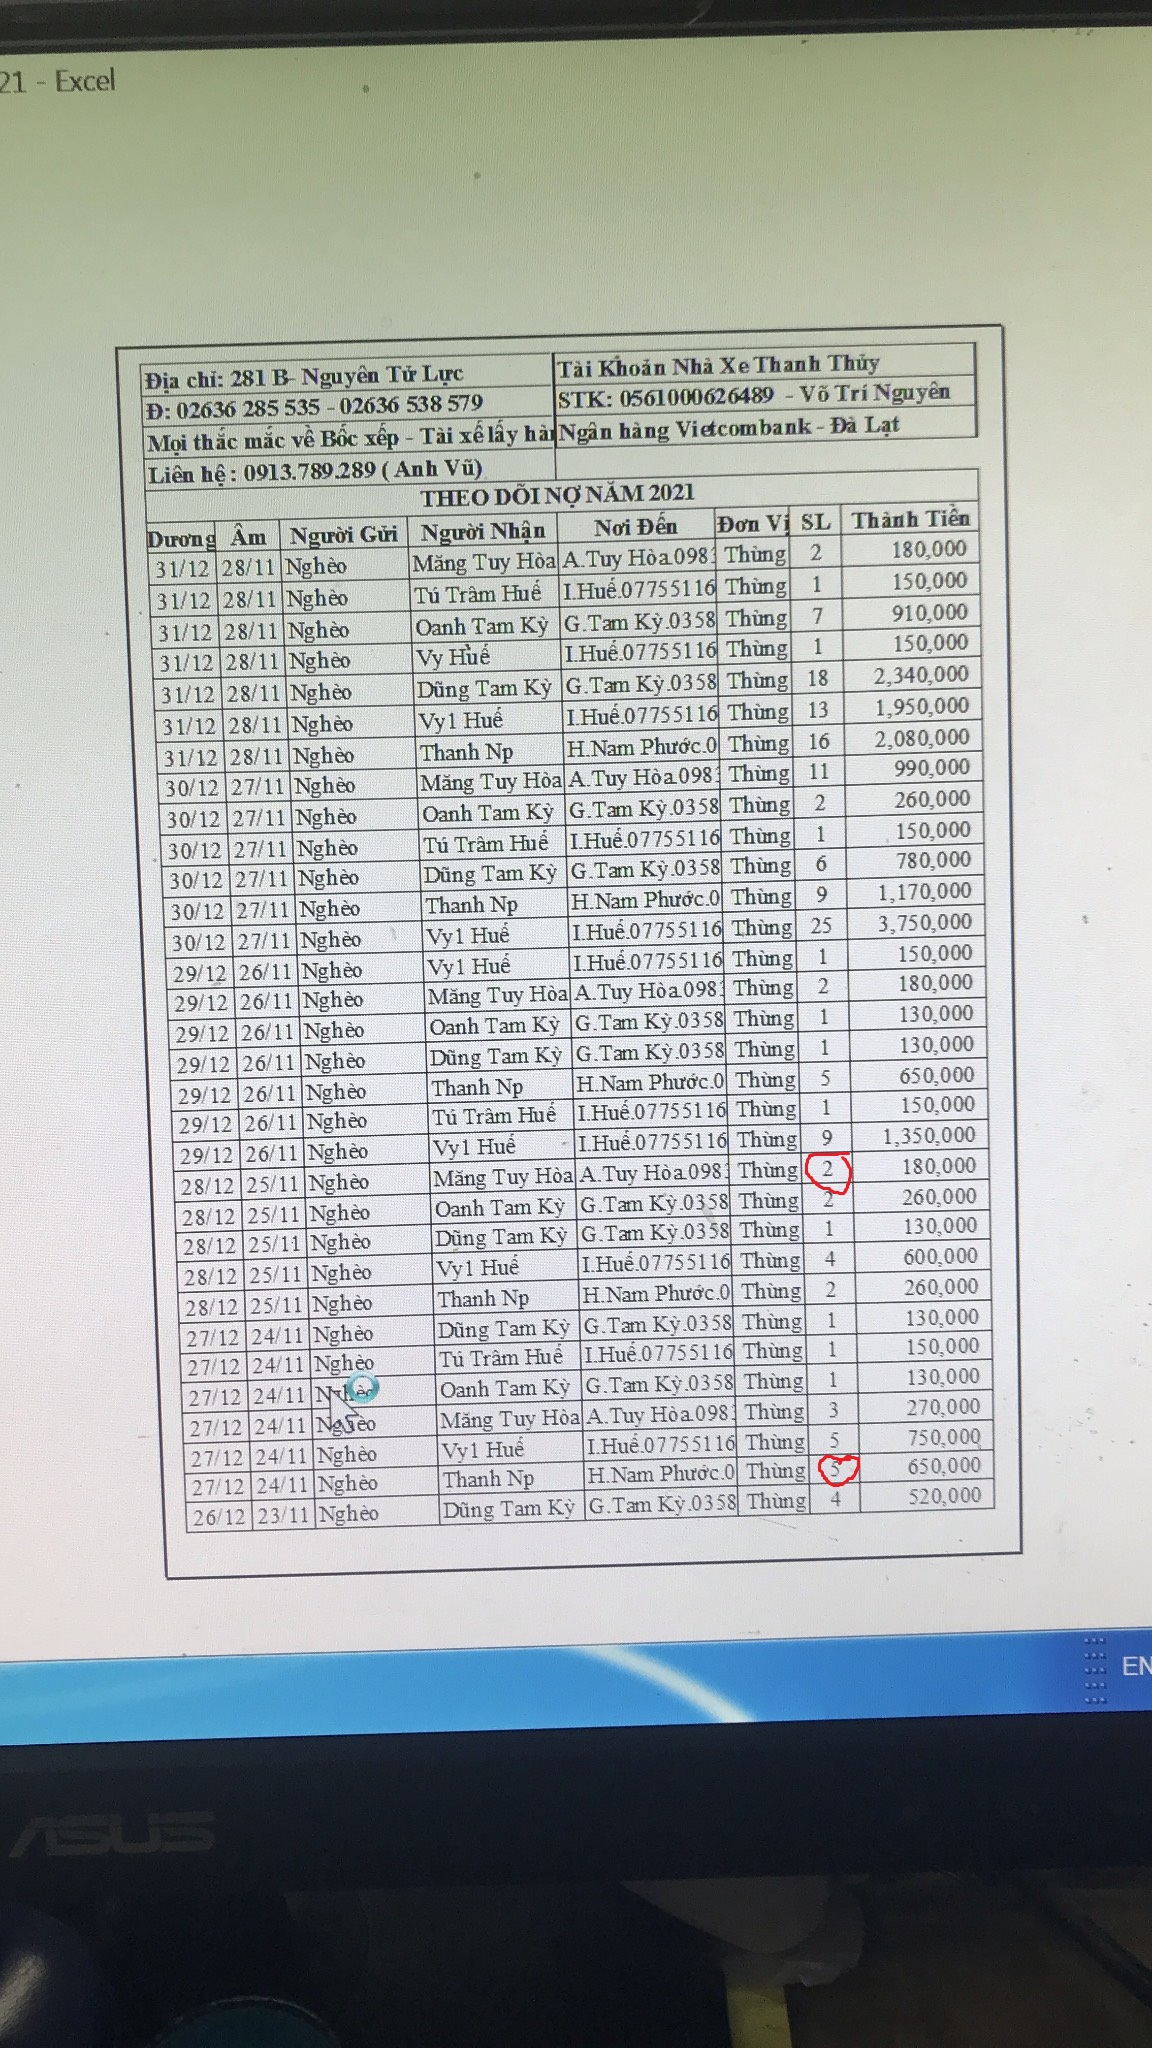 21 - Excel
Địa chỉ: 281 B- Nguyên Tử Lực
Tài Khoản Nhà Xe Thanh Thủy
Đ: 02636 285 535 - 02636 538 579
STK: 0561000626489 - Võ Trí Nguyên
Mọi thắc mắc về Bốc xếp - Tài xế lấy hàn
Ngân hàng Vietcombank - Đà Lạt
Liên hệ : 0913.789.289 ( Anh Vũ)
THEO DÕI NỢ NĂM 2021
Dương Âm Người Gửi Người Nhận Nơi Đến Đơn Vị SL Thành Tiền
31/12 28/11 Nghèo Măng Tuy Hòa A.Tuy Hòa.098 Thùng 2 180,000
31/12 28/11 Nghèo Tú Trâm Huế I.Huế.07755116 Thùng 1 150,000
31/12 28/11 Nghèo Oanh Tam Kỳ G.Tam Kỳ.0358 Thùng 7 910,000
31/12 28/11 Nghèo Vy Huế I.Huế.07755116 Thùng 1 150,000
31/12 28/11 Nghèo Dũng Tam Kỳ G.Tam Kỳ.0358 Thùng 18 2,340,000
31/12 28/11 Nghèo Vy1 Huế I.Huế.07755116 Thùng 13 1,950,000
31/12 28/11 Nghèo Thanh Np H.Nam Phước.0 Thùng 16 2,080,000
30/12 27/11 Nghèo Măng Tuy Hòa A.Tuy Hòa.098 Thùng 11 990,000
30/12 27/11 Nghèo Oanh Tam Kỳ G.Tam Kỳ.0358 Thùng 2 260,000
30/12 27/11 Nghèo Tú Trâm Huế I.Huế.07755116 Thùng 1 150,000
30/12 27/11 Nghèo Dũng Tam Kỳ G.Tam Kỳ.0358 Thùng 6 780,000
30/12 27/11 Nghèo Thanh Np H.Nam Phước.0 Thùng 9 1,170,000
30/12 27/11 Nghèo Vy1 Huế I.Huế.07755116 Thùng 25 3,750,000
29/12 26/11 Nghèo Vy1 Huế I.Huế.07755116 Thùng 1 150,000
29/12 26/11 Nghèo Măng Tuy Hòa A.Tuy Hòa.098 Thùng 2 180,000
29/12 26/11 Nghèo Oanh Tam Kỳ G.Tam Kỳ.0358 Thùng 1 130,000
29/12 26/11 Nghèo Dũng Tam Kỳ G.Tam Kỳ.0358 Thùng 1 130,000
29/12 26/11 Nghèo Thanh Np H.Nam Phước.0 Thùng 5 650,000
29/12 26/11 Nghèo Tú Trâm Huế I.Huế.07755116 Thùng 1 150,000
29/12 26/11 Nghèo Vy1 Huế I.Huế.07755116 Thùng 9 1,350,000
28/12 25/11 Nghèo Măng Tuy Hòa A.Tuy Hòa.098 Thùng 2 180,000
28/12 25/11 Nghèo Oanh Tam Kỳ G.Tam Kỳ.0358 Thùng 2 260,000
28/12 25/11 Nghèo Dũng Tam Kỳ G.Tam Kỳ.0358 Thùng 1 130,000
28/12 25/11 Nghèo Vy1 Huế I.Huế.07755116 Thùng 4 600,000
28/12 25/11 Nghèo Thanh Np H.Nam Phước.0 Thùng 2 260,000
27/12 24/11 Nghèo Dũng Tam Kỳ G.Tam Kỳ.0358 Thùng 1 130,000
27/12 24/11 Nghèo Tú Trâm Huế I.Huế.07755116 Thùng 1 150,000
27/12 24/11 Nghèo Oanh Tam Kỳ G.Tam Kỳ.0358 Thùng 1 130,000
27/12 24/11 Nghèo Măng Tuy Hòa A.Tuy Hòa.098 Thùng 3 270,000
27/12 24/11 Nghèo Vy1 Huế I.Huế.07755116 Thùng 5 750,000
27/12 24/11 Nghèo Thanh Np H.Nam Phước.0 Thùng 5 650,000
26/12 23/11 Nghèo Dũng Tam Kỳ G.Tam Kỳ.0358 Thùng 4 520,000
EN
ASUS